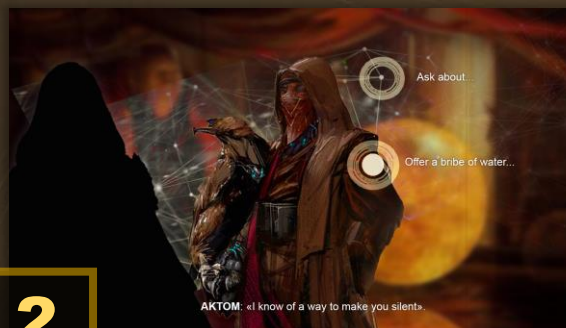 Ask about...
Offer a bribe of water...
AKTOM: «I know of a way to make you silent».
2